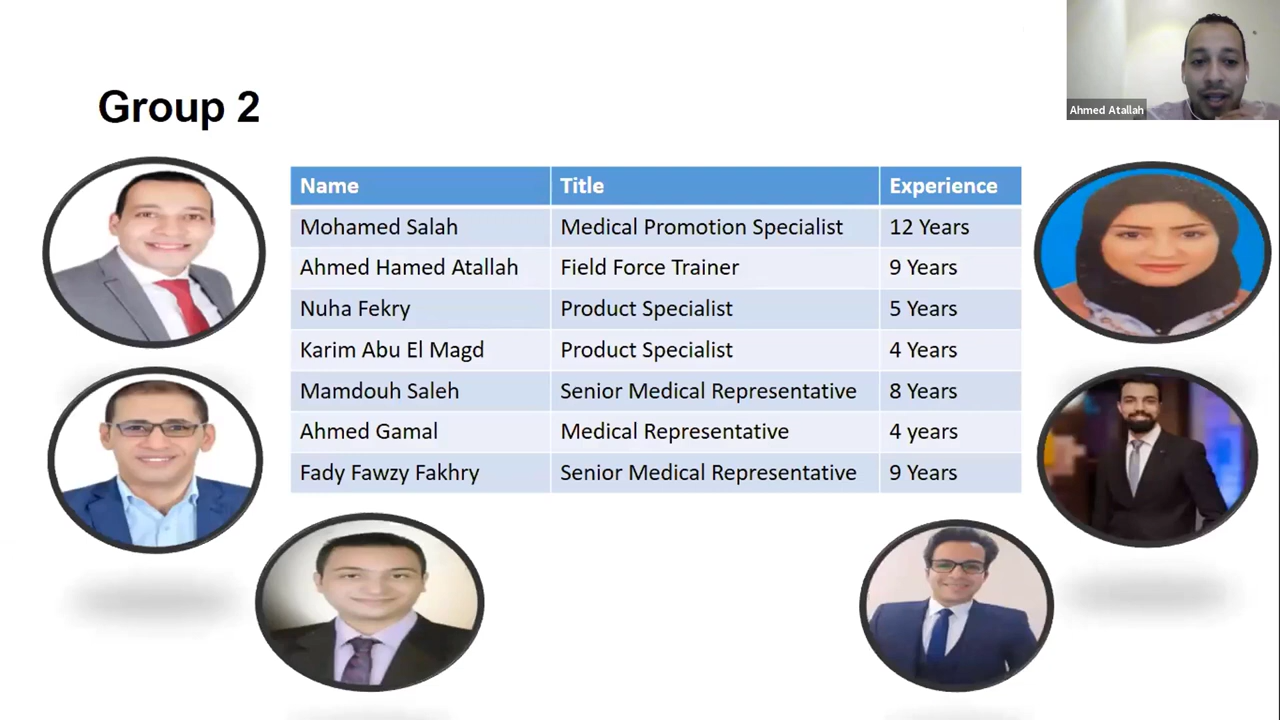 Ahmed Atallah
Group 2
Name Title Experience
Mohamed Salah Medical Promotion Specialist 12 Years
Ahmed Hamed Atallah Field Force Trainer 9 Years
Nuha Fekry Product Specialist 5 Years
Karim Abu El Magd Product Specialist 4 Years
Mamdouh Saleh Senior Medical Representative 8 Years
Ahmed Gamal Medical Representative 4 years
Fady Fawzy Fakhry Senior Medical Representative 9 Years